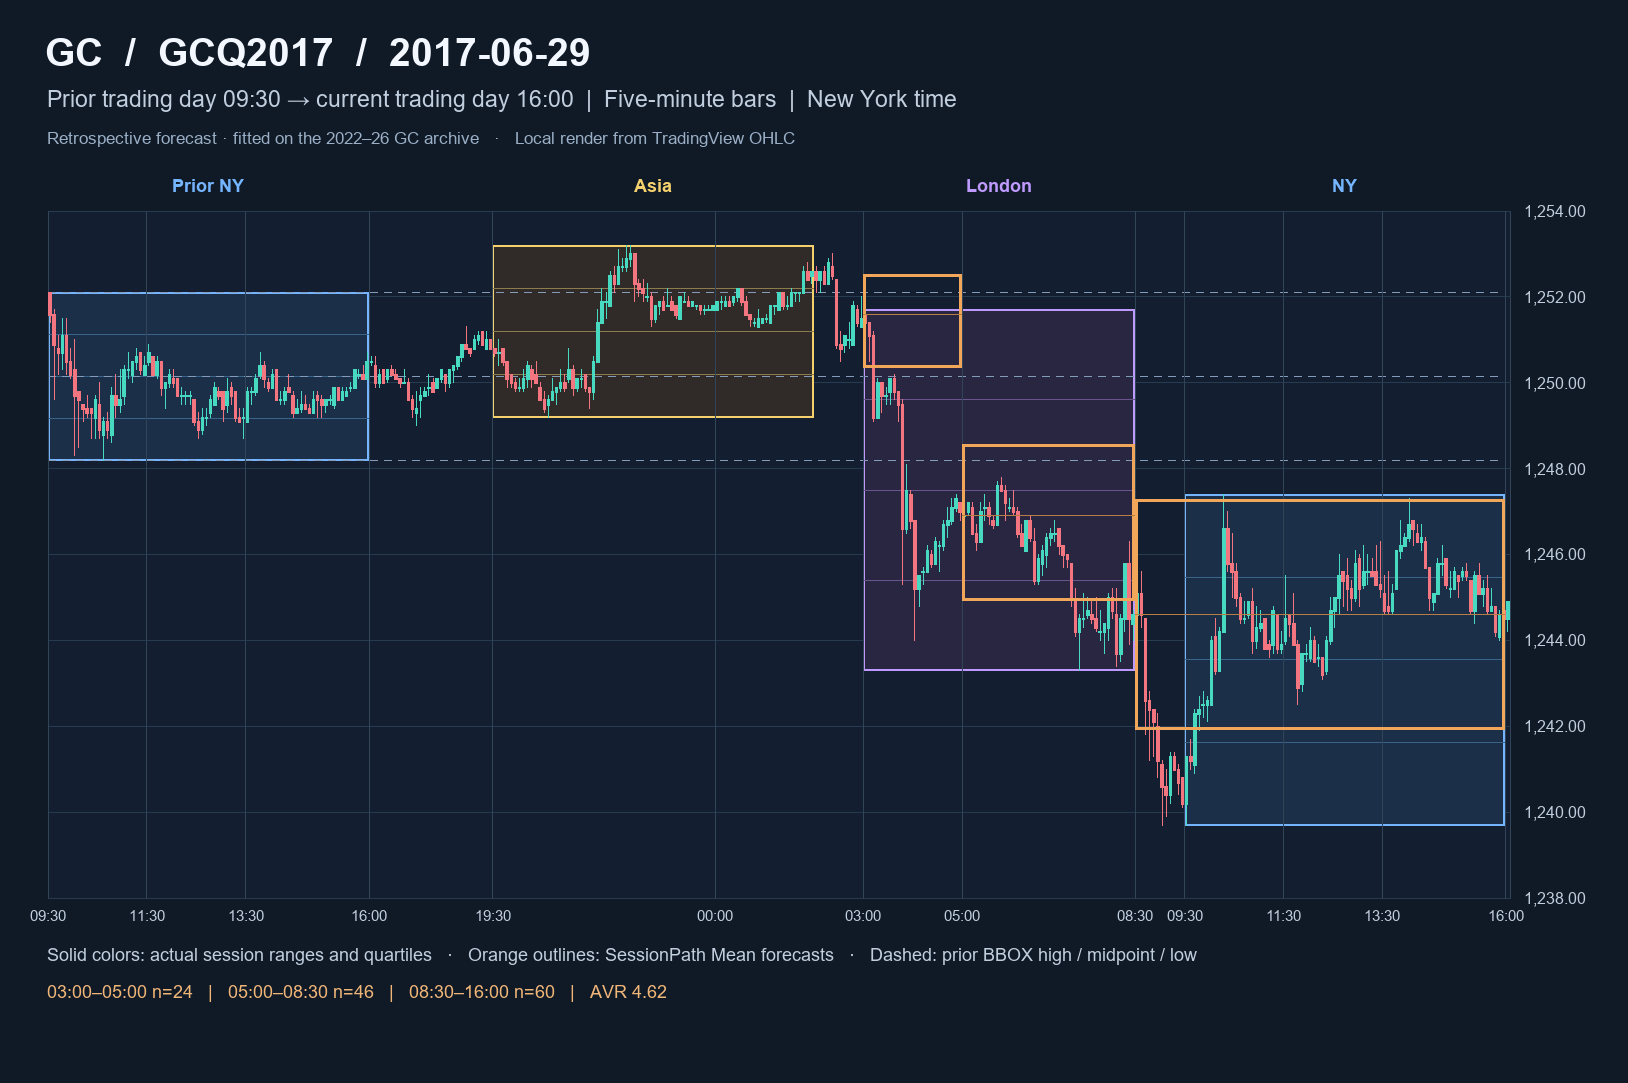 GC / GCQ2017 / 2017-06-29
Prior trading day 09:30 → current trading day 16:00 | Five-minute bars | New York time
Retrospective forecast · fitted on the 2022–26 GC archive · Local render from TradingView OHLC
Prior NY Asia London NY
1,254.00
1,252.00
1,250.00
1,248.00
1,246.00
1,244.00
1,242.00
1,240.00
1,238.00
09:30 11:30 13:30 16:00 19:30 00:00 03:00 05:00 08:30 09:30 11:30 13:30 16:00
Solid colors: actual session ranges and quartiles · Orange outlines: SessionPath Mean forecasts · Dashed: prior BBOX high / midpoint / low
03:00–05:00 n=24 | 05:00–08:30 n=46 | 08:30–16:00 n=60 | AVR 4.62